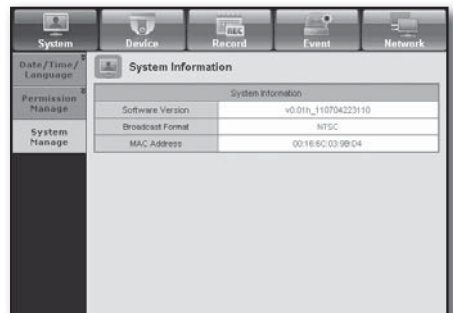 System Device Record Event Network
REC
Date/Time/
Language
Permission
Manage
System
Manage
System Information
System Information
Software Version v0.01h_110704223110
Broadcast Format NTSC
MAC Address 00:16:6C:03:9B:D4